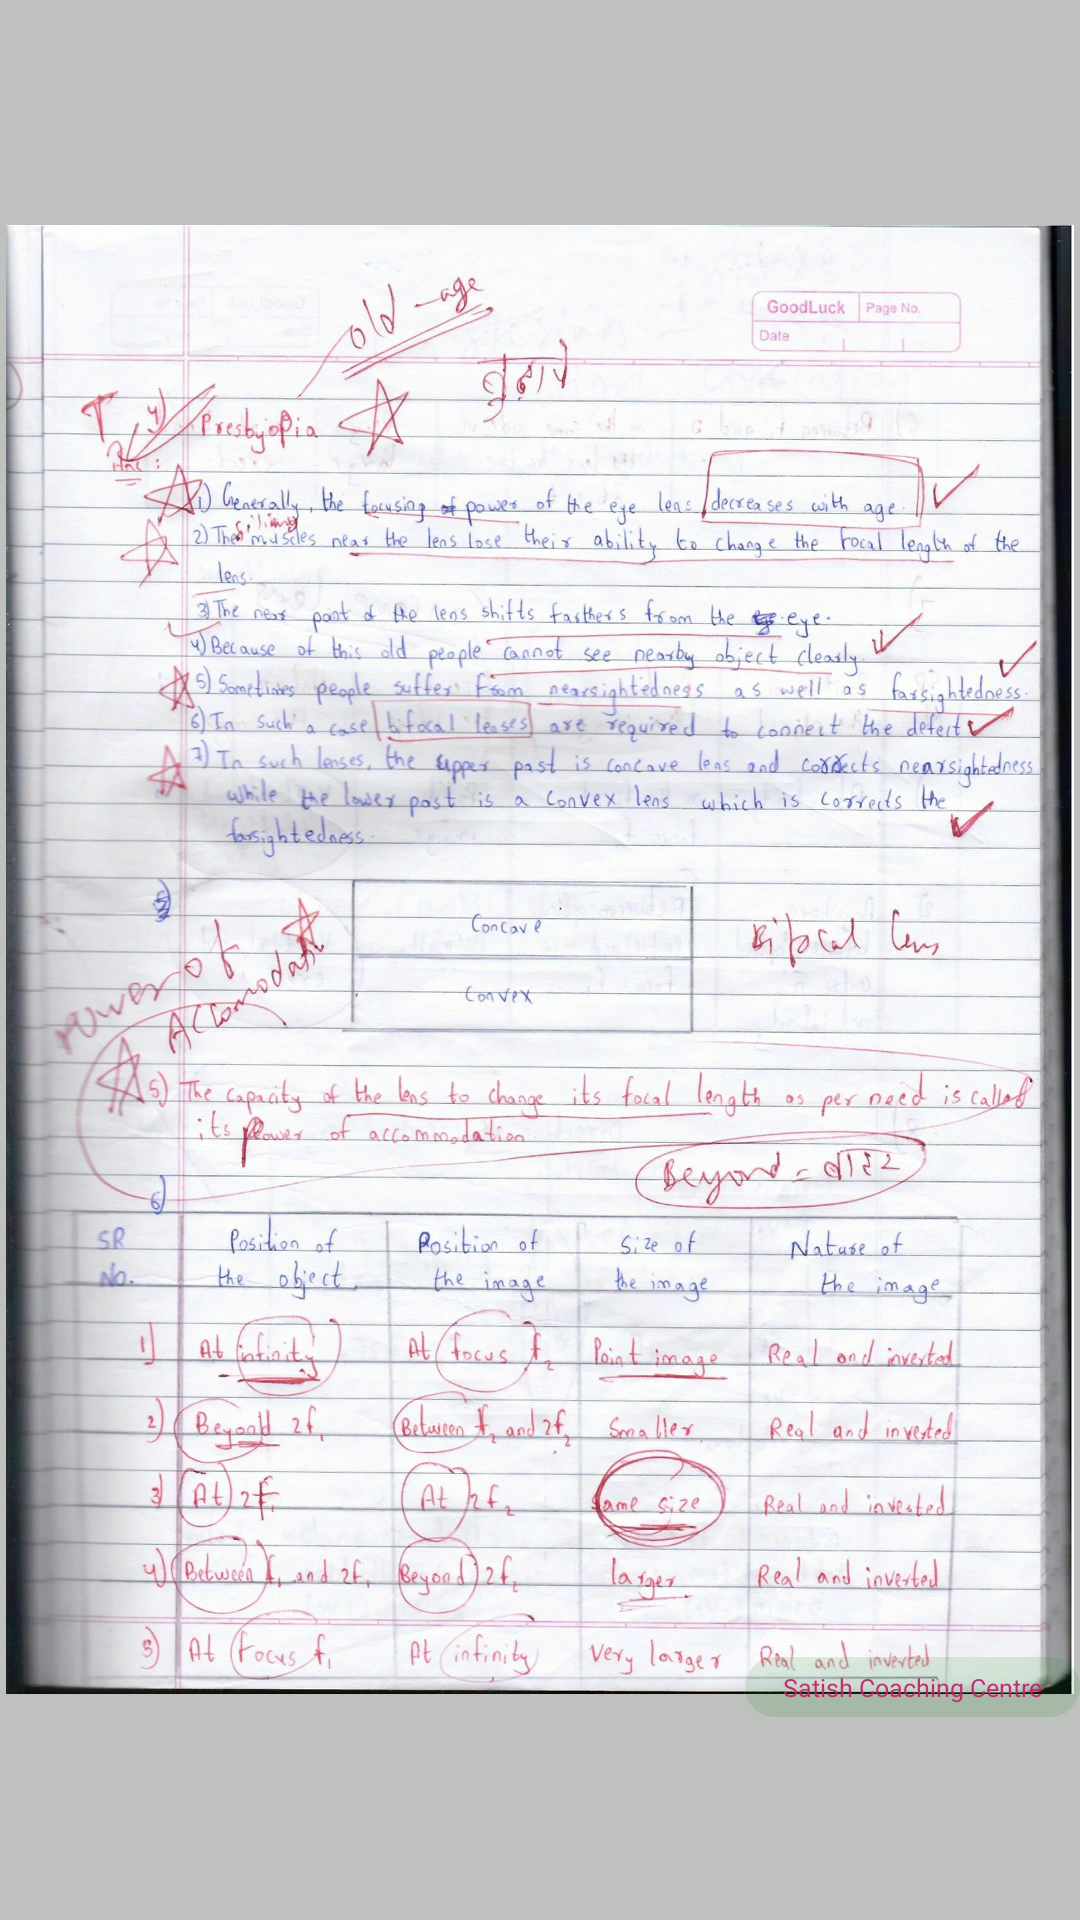 old-age
GoodLuck Page No.
Date
4) Presbyopia
Ans:
1) Generally, the focusing power of the eye lens decreases with age.
2) The Ciliary muscles near the lens lose their ability to change the focal length of the
lens.
3) The near point of the lens shifts farthers from the eye.
4) Because of this old people cannot see nearby object clearly.
5) Sometimes people suffer from nearsightedness as well as farsightedness.
6) In such a case bifocal lenses are required to connect the defect
7) In such lenses, the upper part is concave lens and corrects nearsightedness
while the lower part is a convex lens which is corrects the
farsightedness.
Concave
Convex
Bifocal lens
Power of
Accomodation
5) The capacity of the lens to change its focal length as per need is called
its power of accommodation
Beyond =
6)
SR No. Position of the object Position of the image Size of the image Nature of the image
1) At infinity At focus f₂ Point image Real and inverted
2) Beyond 2f₁ Between f₂ and 2f₂ Smaller Real and inverted
3) At 2F₁ At 2f₂ Same size Real and inverted
4) Between f₁ and 2f₁ Beyond 2f₂ larger Real and inverted
5) At Focus f₁ At infinity Very larger Real and inverted
Satish Coaching Centre